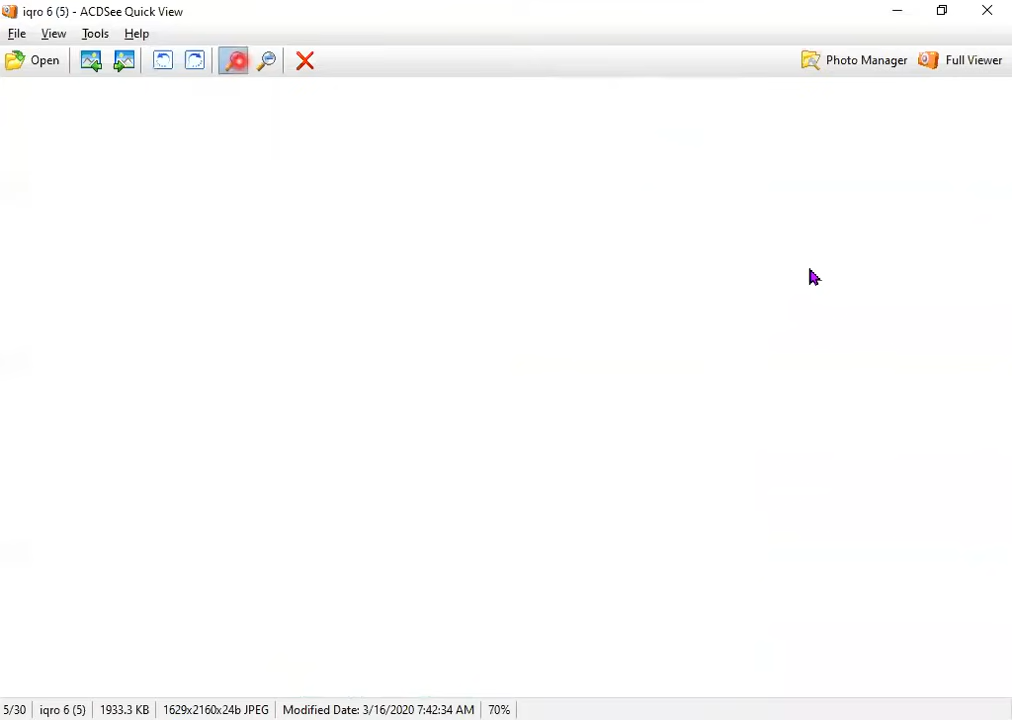 iqro 6 (5) - ACDSee Quick View
File View Tools Help
Open Photo Manager Full Viewer
5/30 iqro 6 (5) 1933.3 KB 1629x2160x24b JPEG Modified Date: 3/16/2020 7:42:34 AM 70%